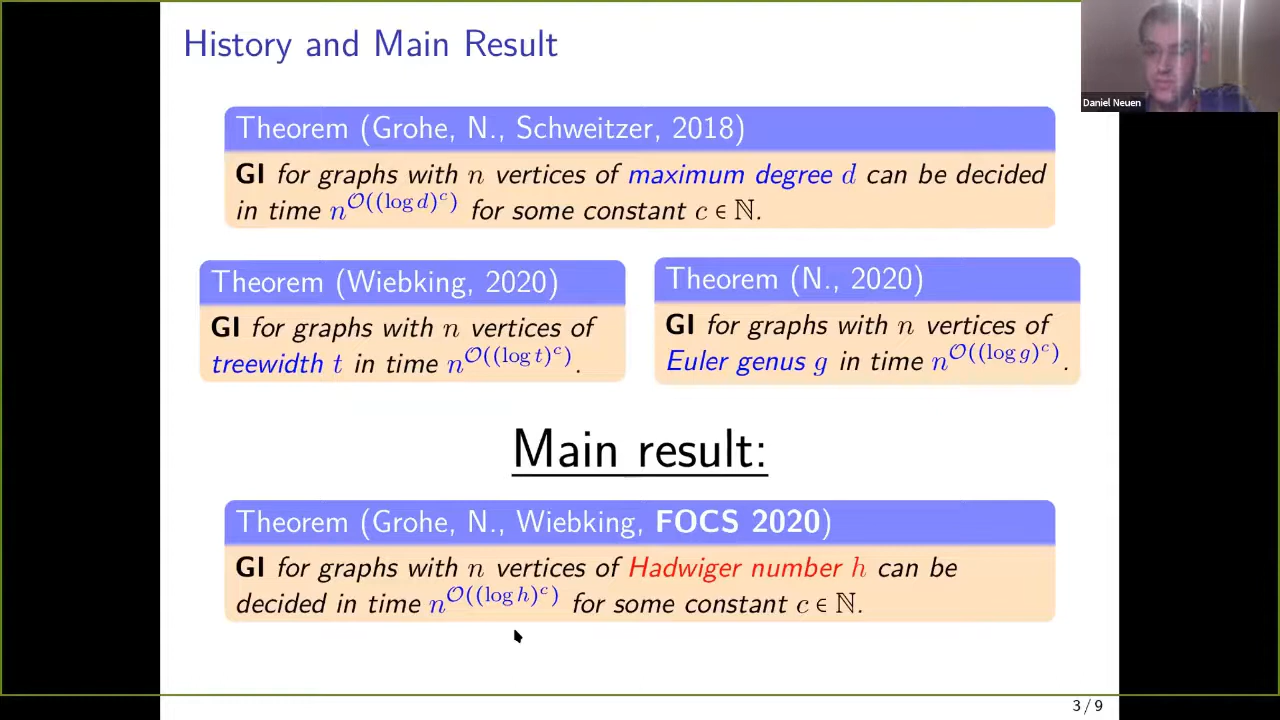 History and Main Result
Daniel Neuen
Theorem (Grohe, N., Schweitzer, 2018)
GI for graphs with n vertices of maximum degree d can be decided
in time n^O((log d)^c) for some constant c ∈ ℕ.
Theorem (Wiebking, 2020)
GI for graphs with n vertices of
treewidth t in time n^O((log t)^c).
Theorem (N., 2020)
GI for graphs with n vertices of
Euler genus g in time n^O((log g)^c).
Main result:
Theorem (Grohe, N., Wiebking, FOCS 2020)
GI for graphs with n vertices of Hadwiger number h can be
decided in time n^O((log h)^c) for some constant c ∈ ℕ.
3 / 9